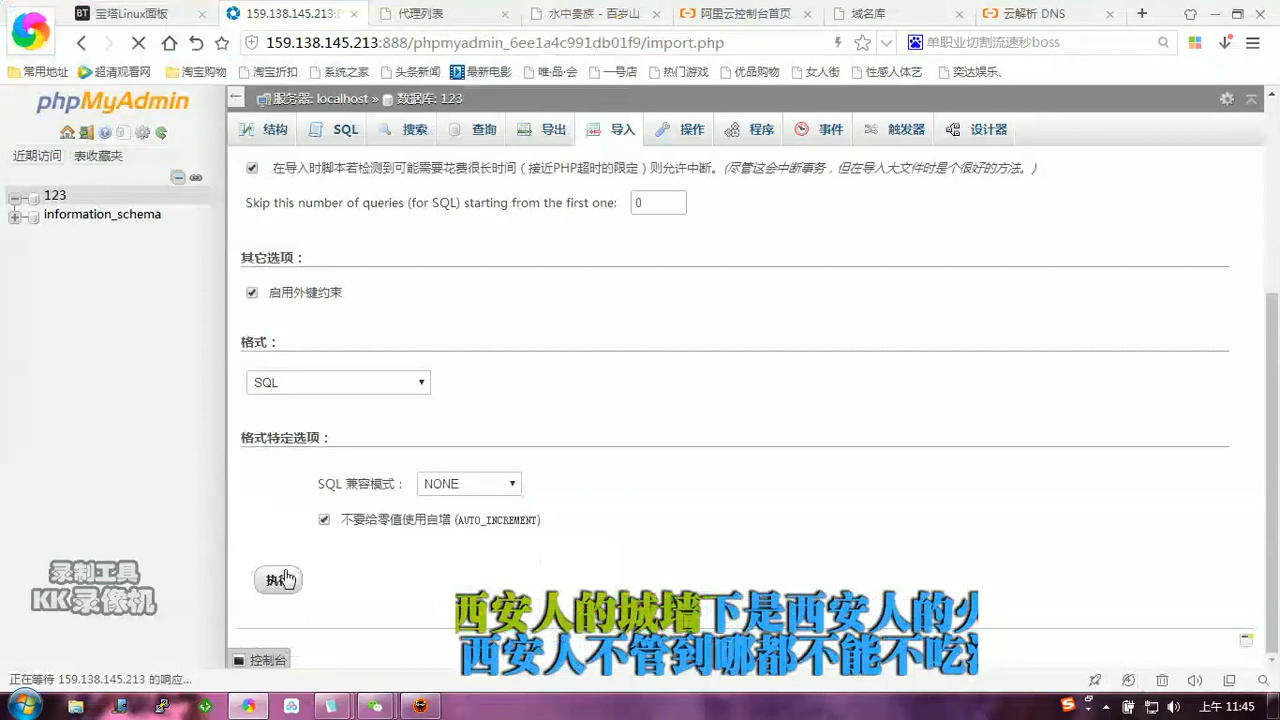 宝塔Linux面板
159.138.145.213:
代理列表
水中贵族 - 百岁山
阿里云控制台首页
域名库
云解析 DNS
159.138.145.213:888/phpmyadmin_6ee1a4c991db01f9/import.php
单职业切割流速秒boss
常用地址
超清观看网
淘宝购物
淘宝折扣
系统之家
头条新闻
最新电影
唯·品·会
一号店
热门游戏
优品购物
女人街
性感人体艺
突达娱乐、
phpMyAdmin
近期访问 表收藏夹
123
information_schema
服务器: localhost » 数据库: 123
结构
SQL
搜索
查询
导出
导入
操作
程序
事件
触发器
设计器
在导入时脚本若检测到可能需要花费很长时间（接近PHP超时的限定）则允许中断。(尽管这会中断事务，但在导入大文件时是个很好的方法。)
Skip this number of queries (for SQL) starting from the first one: 0
其它选项：
启用外键约束
格式：
SQL
格式特定选项：
SQL 兼容模式： NONE
不要给零值使用自增 (AUTO_INCREMENT)
执行
录制工具
KK录像机
西安人的城墙下是西安人的火
西安人不管到哪都不能不吃
控制台
正在等待 159.138.145.213 的响应...
上午 11:45